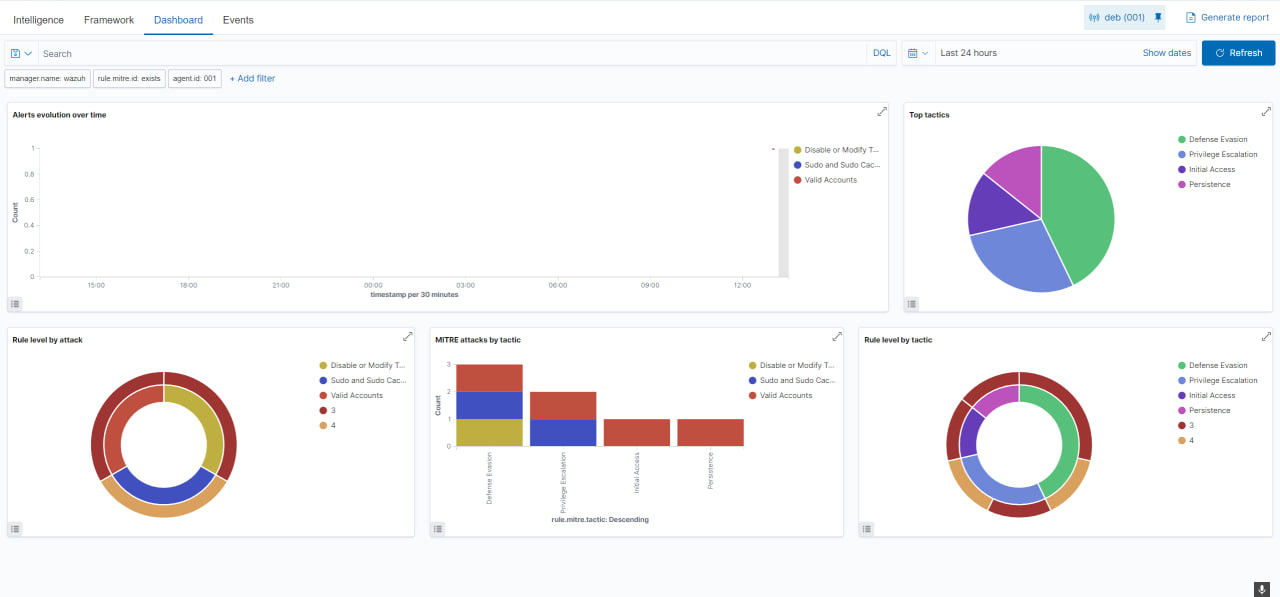 Intelligence Framework Dashboard Events deb (001) Generate report
Search DQL Last 24 hours Show dates Refresh
manager.name: wazuh rule.mitre.id: exists agent.id: 001 + Add filter
Alerts evolution over time
1
0.8
0.6
0.4
0.2
0
Count
15:00 18:00 21:00 00:00 03:00 06:00 09:00 12:00
timestamp per 30 minutes
Disable or Modify T...
Sudo and Sudo Cac...
Valid Accounts
Top tactics
Defense Evasion
Privilege Escalation
Initial Access
Persistence
Rule level by attack
Disable or Modify T...
Sudo and Sudo Cac...
Valid Accounts
3
4
MITRE attacks by tactic
3
2
1
0
Count
Defense Evasion
Privilege Escalation
Initial Access
Persistence
rule.mitre.tactic: Descending
Disable or Modify T...
Sudo and Sudo Cac...
Valid Accounts
Rule level by tactic
Defense Evasion
Privilege Escalation
Initial Access
Persistence
3
4